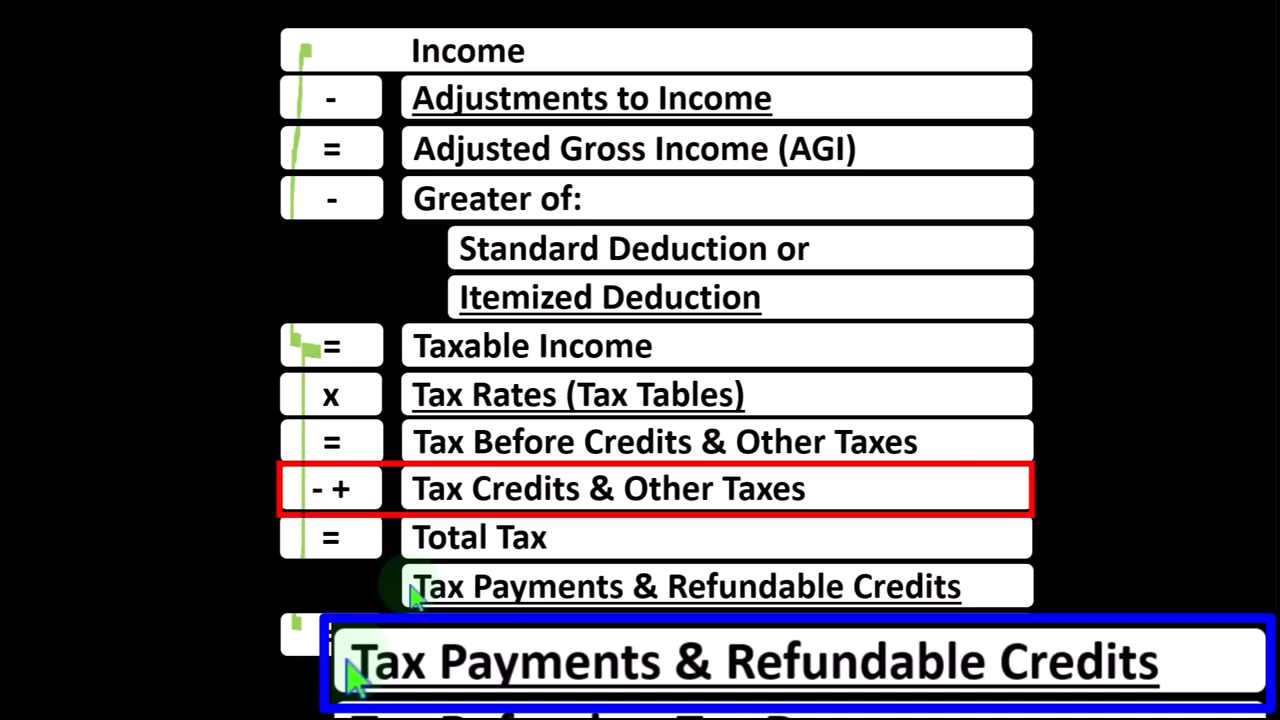 Income
- Adjustments to Income
= Adjusted Gross Income (AGI)
- Greater of:
Standard Deduction or
Itemized Deduction
= Taxable Income
x Tax Rates (Tax Tables)
= Tax Before Credits & Other Taxes
- + Tax Credits & Other Taxes
= Total Tax
Tax Payments & Refundable Credits
Tax Payments & Refundable Credits